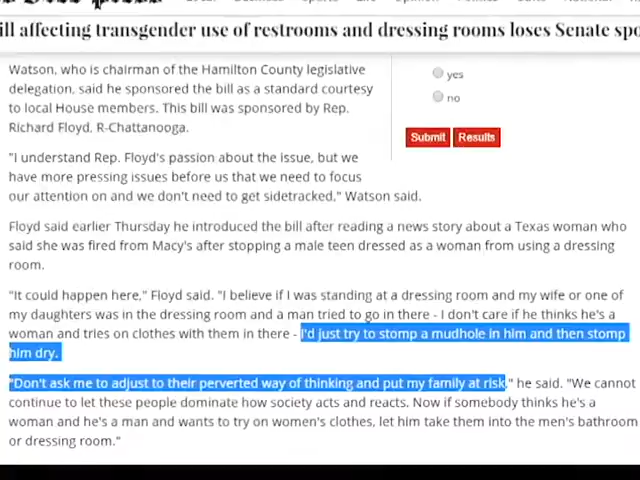 ill affecting transgender use of restrooms and dressing rooms loses Senate spo
Watson, who is chairman of the Hamilton County legislative
delegation, said he sponsored the bill as a standard courtesy
to local House members. This bill was sponsored by Rep.
Richard Floyd, R-Chattanooga.
yes
no
Submit Results
"I understand Rep. Floyd's passion about the issue, but we
have more pressing issues before us that we need to focus
our attention on and we don't need to get sidetracked," Watson said.
Floyd said earlier Thursday he introduced the bill after reading a news story about a Texas woman who
said she was fired from Macy's after stopping a male teen dressed as a woman from using a dressing
room.
"It could happen here," Floyd said. "I believe if I was standing at a dressing room and my wife or one of
my daughters was in the dressing room and a man tried to go in there - I don't care if he thinks he's a
woman and tries on clothes with them in there - I'd just try to stomp a mudhole in him and then stomp
him dry.
"Don't ask me to adjust to their perverted way of thinking and put my family at risk," he said. "We cannot
continue to let these people dominate how society acts and reacts. Now if somebody thinks he's a
woman and he's a man and wants to try on women's clothes, let him take them into the men's bathroom
or dressing room."